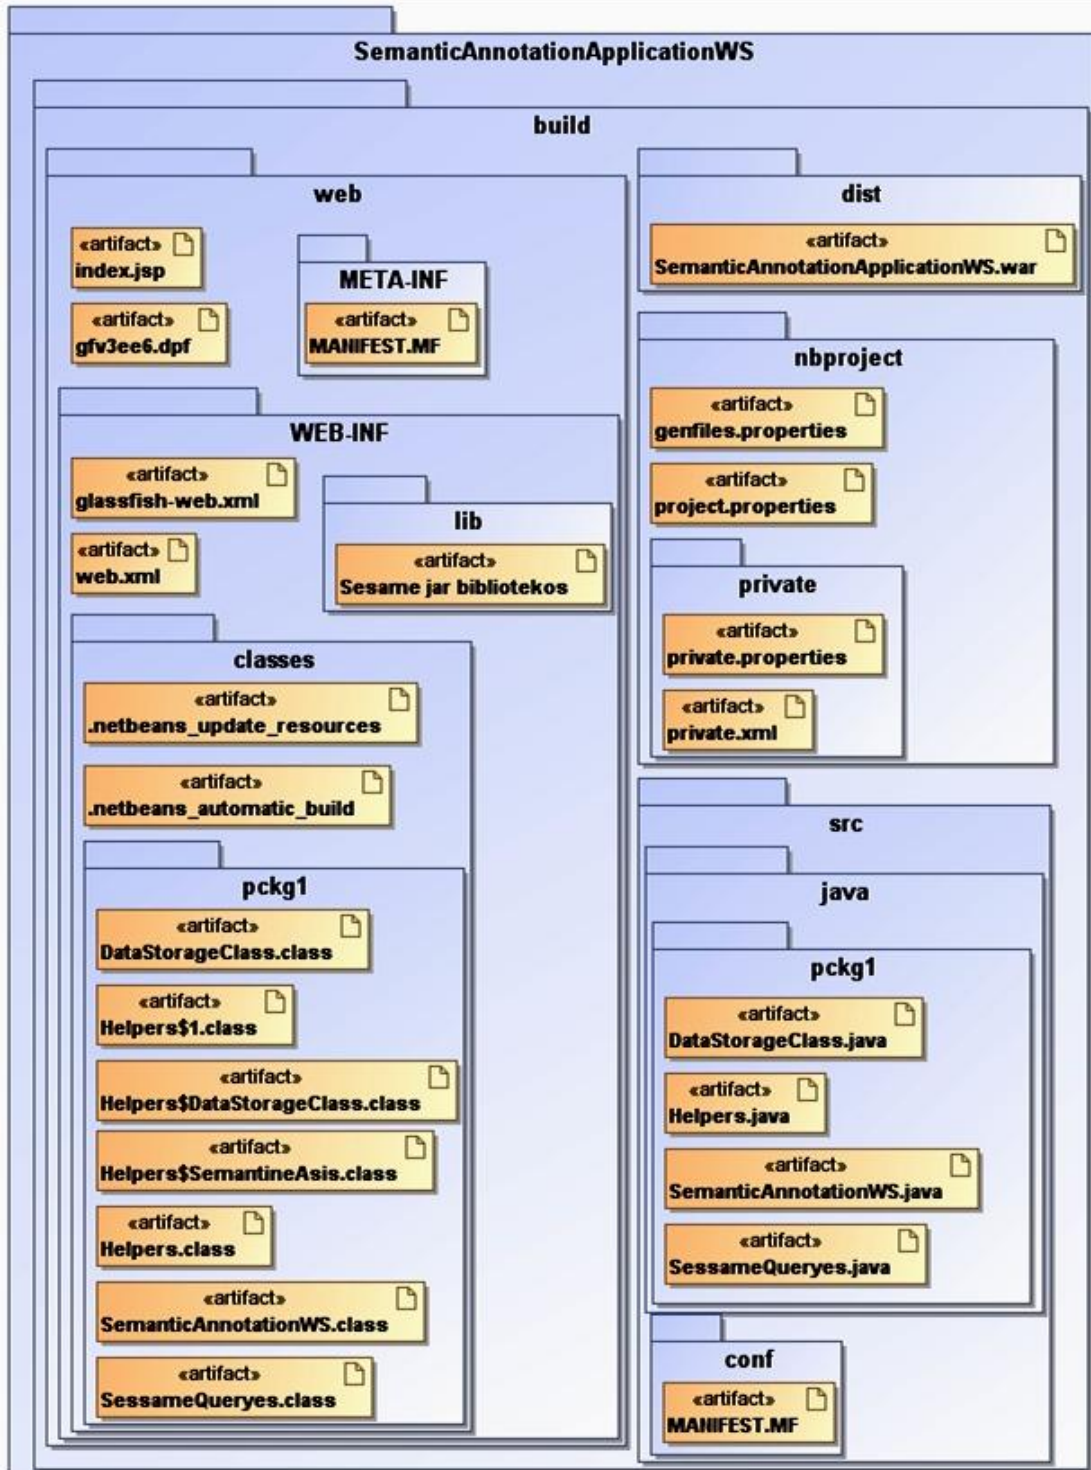 SemanticAnnotationApplicationWS
build
web
«artifact»
index.jsp
«artifact»
gfv3ee6.dpf
META-INF
«artifact»
MANIFEST.MF
WEB-INF
«artifact»
glassfish-web.xml
«artifact»
web.xml
lib
«artifact»
Sesame jar bibliotekos
classes
«artifact»
.netbeans_update_resources
«artifact»
.netbeans_automatic_build
pckg1
«artifact»
DataStorageClass.class
«artifact»
Helpers$1.class
«artifact»
Helpers$DataStorageClass.class
«artifact»
Helpers$SemantineAsis.class
«artifact»
Helpers.class
«artifact»
SemanticAnnotationWS.class
«artifact»
SessameQueryes.class
dist
«artifact»
SemanticAnnotationApplicationWS.war
nbproject
«artifact»
genfiles.properties
«artifact»
project.properties
private
«artifact»
private.properties
«artifact»
private.xml
src
java
pckg1
«artifact»
DataStorageClass.java
«artifact»
Helpers.java
«artifact»
SemanticAnnotationWS.java
«artifact»
SessameQueryes.java
conf
«artifact»
MANIFEST.MF